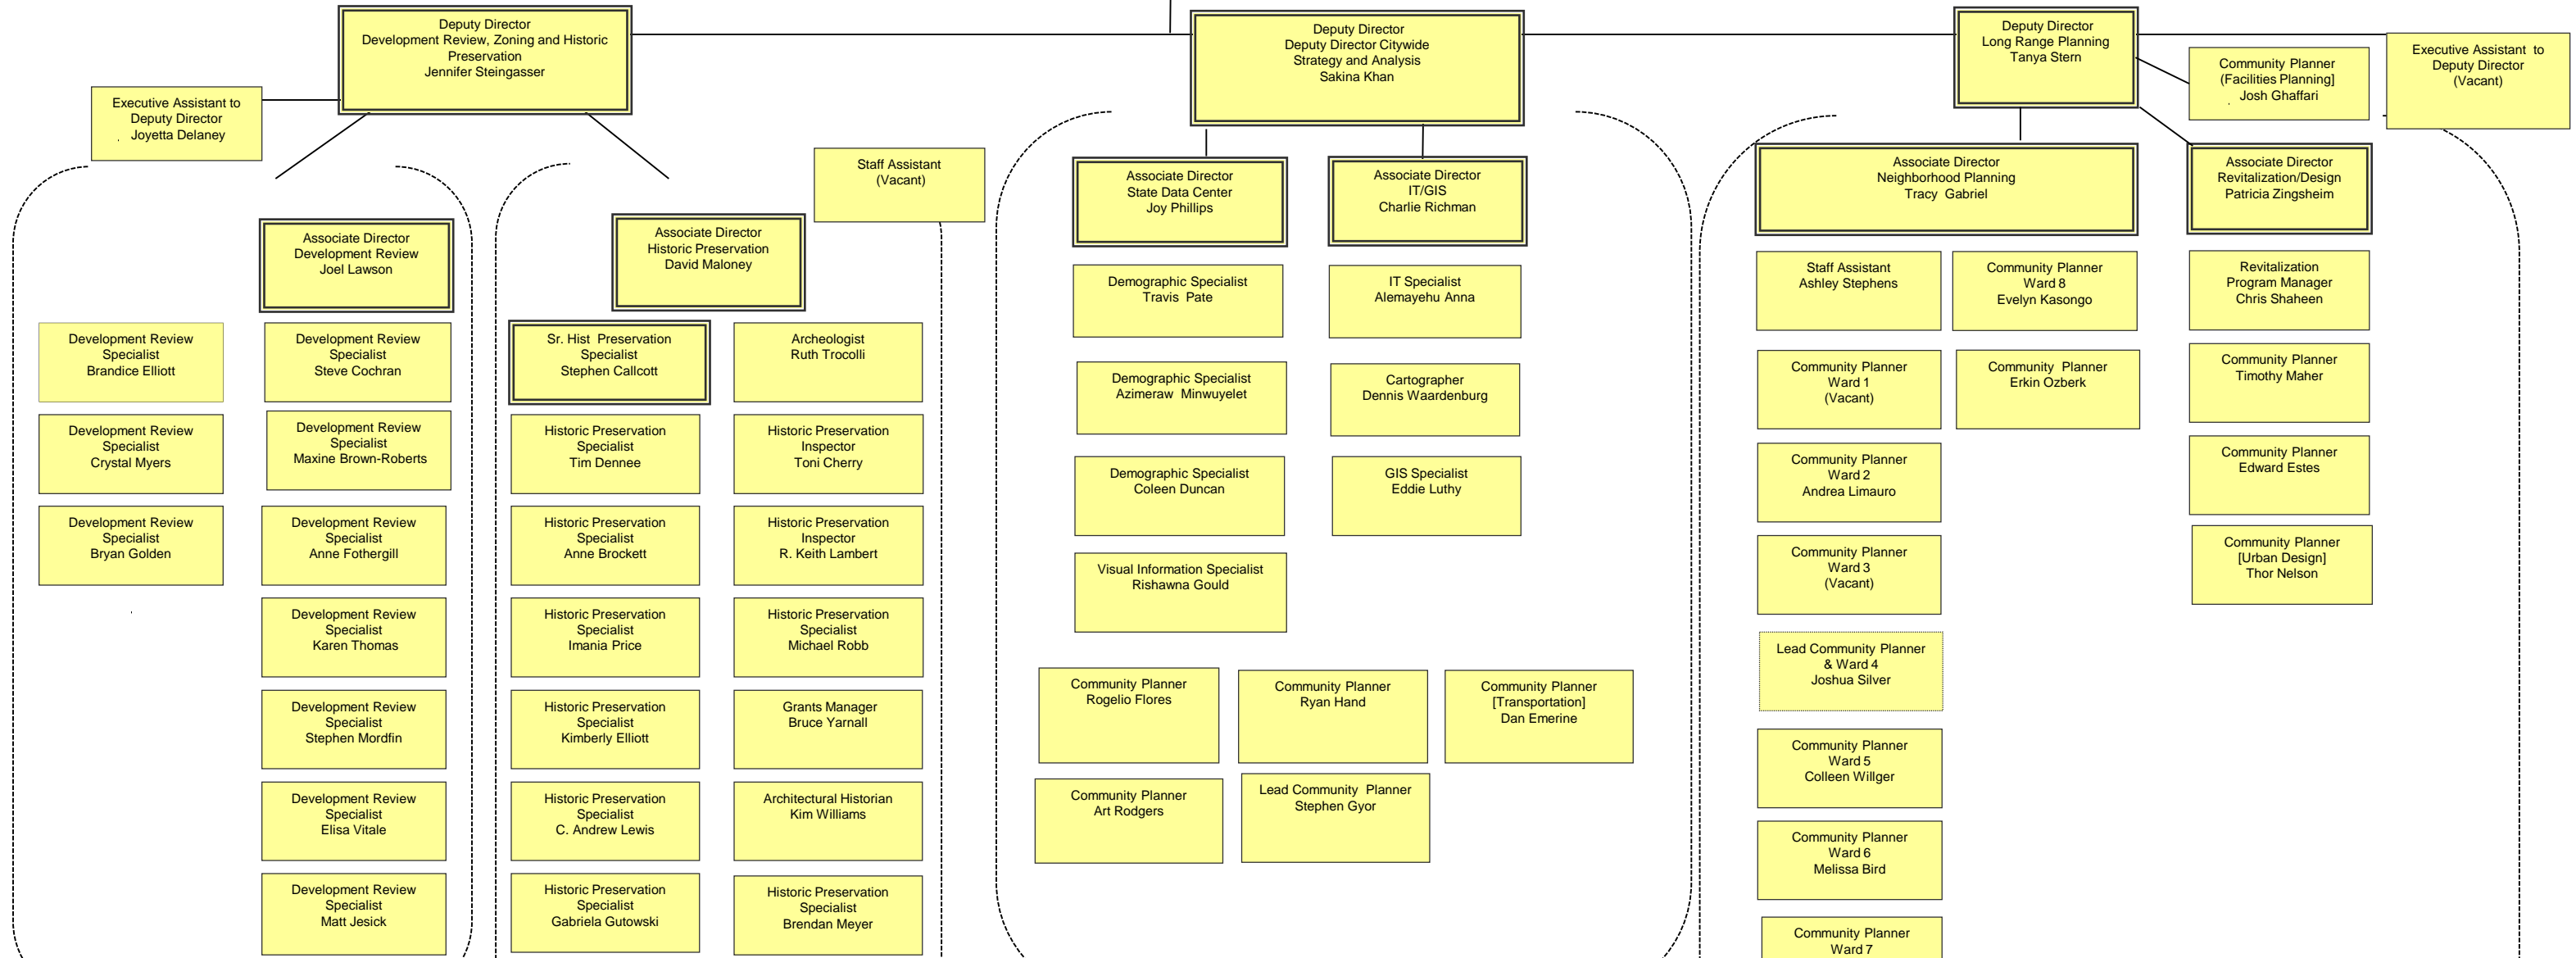 Deputy Director
Development Review, Zoning and Historic
Preservation
Jennifer Steingasser
Executive Assistant to
Deputy Director
Joyetta Delaney
Associate Director
Development Review
Joel Lawson
Development Review
Specialist
Brandice Elliott
Development Review
Specialist
Crystal Myers
Development Review
Specialist
Bryan Golden
Development Review
Specialist
Steve Cochran
Development Review
Specialist
Maxine Brown-Roberts
Development Review
Specialist
Anne Fothergill
Development Review
Specialist
Karen Thomas
Development Review
Specialist
Stephen Mordfin
Development Review
Specialist
Elisa Vitale
Development Review
Specialist
Matt Jesick
Staff Assistant
(Vacant)
Associate Director
Historic Preservation
David Maloney
Sr. Hist Preservation
Specialist
Stephen Callcott
Historic Preservation
Specialist
Tim Dennee
Historic Preservation
Specialist
Anne Brockett
Historic Preservation
Specialist
Imania Price
Historic Preservation
Specialist
Kimberly Elliott
Historic Preservation
Specialist
C. Andrew Lewis
Historic Preservation
Specialist
Gabriela Gutowski
Archeologist
Ruth Trocolli
Historic Preservation
Inspector
Toni Cherry
Historic Preservation
Inspector
R. Keith Lambert
Historic Preservation
Specialist
Michael Robb
Grants Manager
Bruce Yarnall
Architectural Historian
Kim Williams
Historic Preservation
Specialist
Brendan Meyer
Deputy Director
Deputy Director Citywide
Strategy and Analysis
Sakina Khan
Associate Director
State Data Center
Joy Phillips
Demographic Specialist
Travis Pate
Demographic Specialist
Azimeraw Minwuyelet
Demographic Specialist
Coleen Duncan
Visual Information Specialist
Rishawna Gould
Associate Director
IT/GIS
Charlie Richman
IT Specialist
Alemayehu Anna
Cartographer
Dennis Waardenburg
GIS Specialist
Eddie Luthy
Community Planner
Rogelio Flores
Community Planner
Ryan Hand
Community Planner
[Transportation]
Dan Emerine
Community Planner
Art Rodgers
Lead Community Planner
Stephen Gyor
Deputy Director
Long Range Planning
Tanya Stern
Community Planner
(Facilities Planning]
Josh Ghaffari
Executive Assistant to
Deputy Director
(Vacant)
Associate Director
Neighborhood Planning
Tracy Gabriel
Staff Assistant
Ashley Stephens
Community Planner
Ward 1
(Vacant)
Community Planner
Ward 2
Andrea Limauro
Community Planner
Ward 3
(Vacant)
Lead Community Planner
& Ward 4
Joshua Silver
Community Planner
Ward 5
Colleen Willger
Community Planner
Ward 6
Melissa Bird
Community Planner
Ward 7
Community Planner
Ward 8
Evelyn Kasongo
Community Planner
Erkin Ozberk
Associate Director
Revitalization/Design
Patricia Zingsheim
Revitalization
Program Manager
Chris Shaheen
Community Planner
Timothy Maher
Community Planner
Edward Estes
Community Planner
[Urban Design]
Thor Nelson